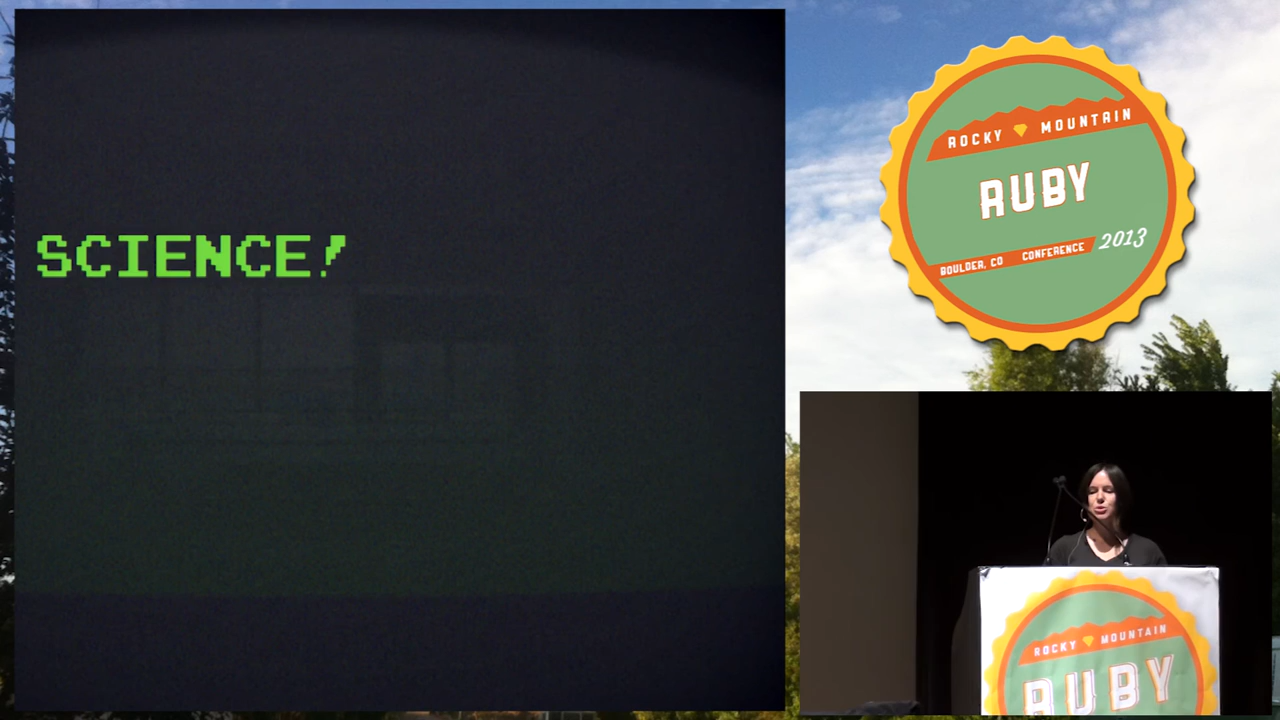 SCIENCE!
ROCKY MOUNTAIN
RUBY
BOULDER, CO CONFERENCE 2013
ROCKY MOUNTAIN
RUBY